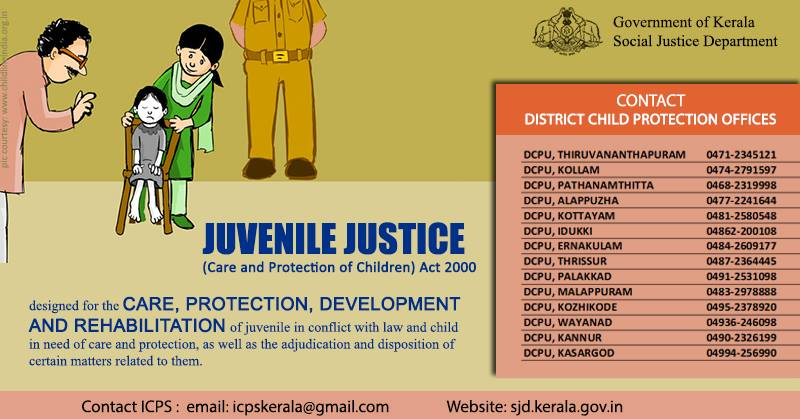 pic courtesy: www.childlineindia.org.in
Government of Kerala
Social Justice Department
CONTACT
DISTRICT CHILD PROTECTION OFFICES
DCPU, THIRUVANANTHAPURAM 0471-2345121
DCPU, KOLLAM 0474-2791597
DCPU, PATHANAMTHITTA 0468-2319998
DCPU, ALAPPUZHA 0477-2241644
DCPU, KOTTAYAM 0481-2580548
DCPU, IDUKKI 04862-200108
DCPU, ERNAKULAM 0484-2609177
DCPU, THRISSUR 0487-2364445
DCPU, PALAKKAD 0491-2531098
DCPU, MALAPPURAM 0483-2978888
DCPU, KOZHIKODE 0495-2378920
DCPU, WAYANAD 04936-246098
DCPU, KANNUR 0490-2326199
DCPU, KASARGOD 04994-256990
JUVENILE JUSTICE
(Care and Protection of Children) Act 2000
designed for the CARE, PROTECTION, DEVELOPMENT
AND REHABILITATION of juvenile in conflict with law and child
in need of care and protection, as well as the adjudication and disposition of
certain matters related to them.
Contact ICPS : email: icpskerala@gmail.com Website: sjd.kerala.gov.in